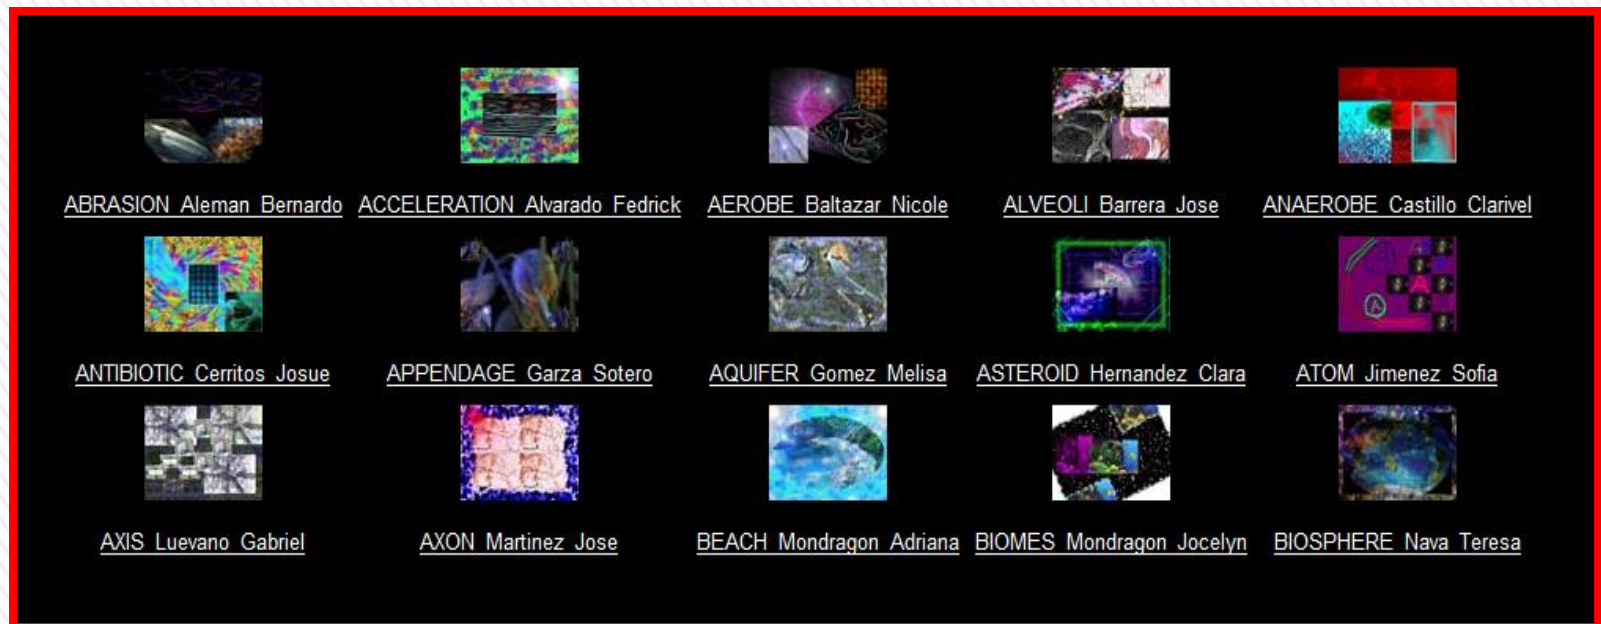 ABRASION Aleman Bernardo
ACCELERATION Alvarado Fedrick
AEROBE Baltazar Nicole
ALVEOLI Barrera Jose
ANAEROBE Castillo Clarivel
ANTIBIOTIC Cerritos Josue
APPENDAGE Garza Sotero
AQUIFER Gomez Melisa
ASTEROID Hernandez Clara
ATOM Jimenez Sofia
AXIS Luevano Gabriel
AXON Martinez Jose
BEACH Mondragon Adriana
BIOMES Mondragon Jocelyn
BIOSPHERE Nava Teresa